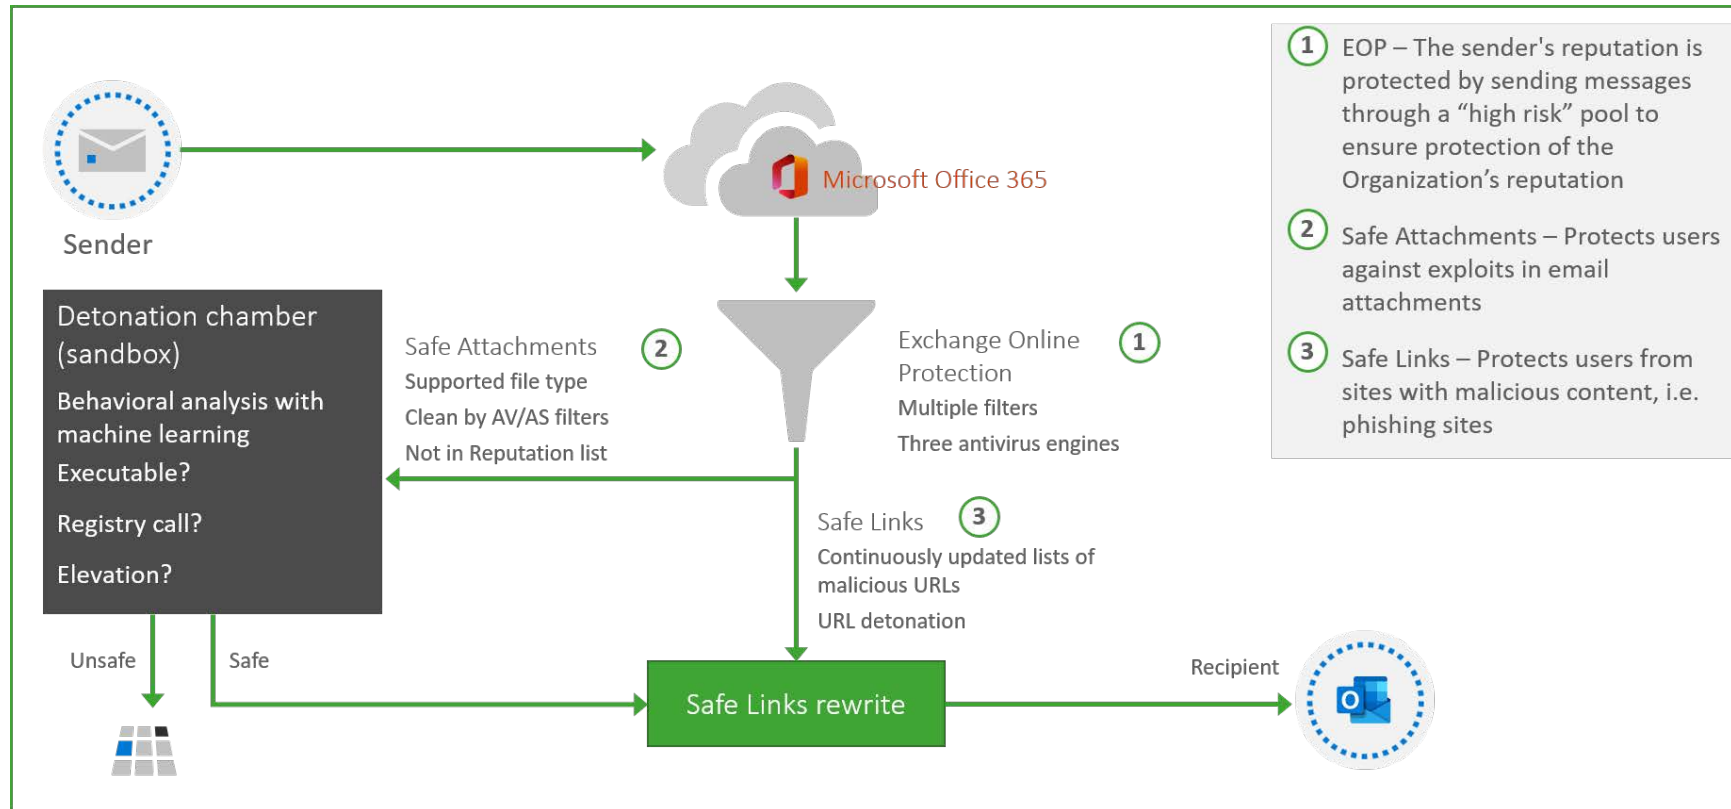 Sender
Microsoft Office 365
1
EOP – The sender's reputation is
protected by sending messages
through a “high risk” pool to
ensure protection of the
Organization’s reputation
2
Safe Attachments – Protects users
against exploits in email
attachments
3
Safe Links – Protects users from
sites with malicious content, i.e.
phishing sites
Detonation chamber
(sandbox)
Behavioral analysis with
machine learning
Executable?
Registry call?
Elevation?
Safe Attachments 2
Supported file type
Clean by AV/AS filters
Not in Reputation list
Exchange Online 1
Protection
Multiple filters
Three antivirus engines
Safe Links 3
Continuously updated lists of
malicious URLs
URL detonation
Unsafe
Safe
Safe Links rewrite
Recipient
O